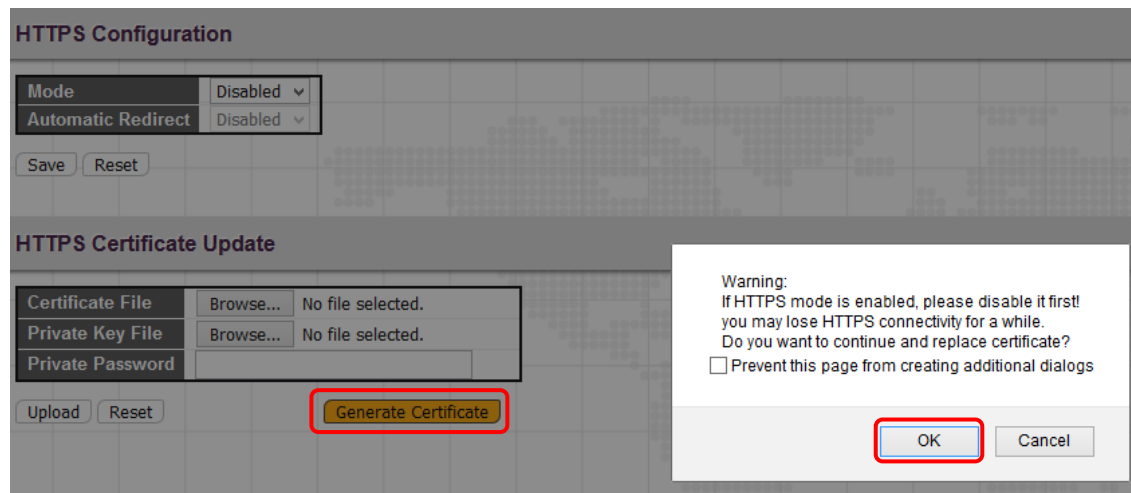 HTTPS Configuration
Mode Disabled
Automatic Redirect Disabled
Save Reset
HTTPS Certificate Update
Certificate File Browse... No file selected.
Private Key File Browse... No file selected.
Private Password
Upload Reset Generate Certificate
Warning:
If HTTPS mode is enabled, please disable it first!
you may lose HTTPS connectivity for a while.
Do you want to continue and replace certificate?
Prevent this page from creating additional dialogs
OK Cancel